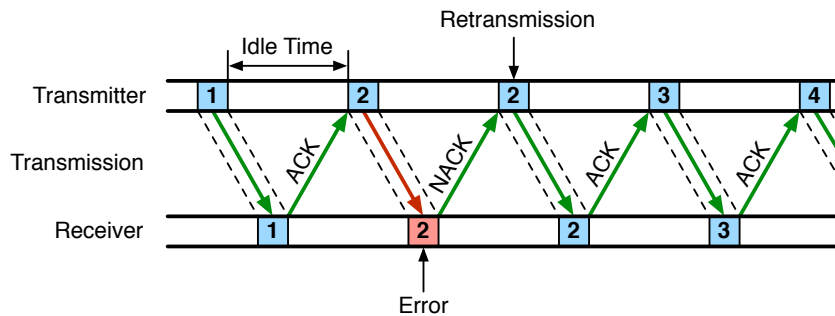 Retransmission
Idle Time
Transmitter 1 2 2 3 4
Transmission ACK NACK ACK ACK
Receiver 1 2 2 3
Error